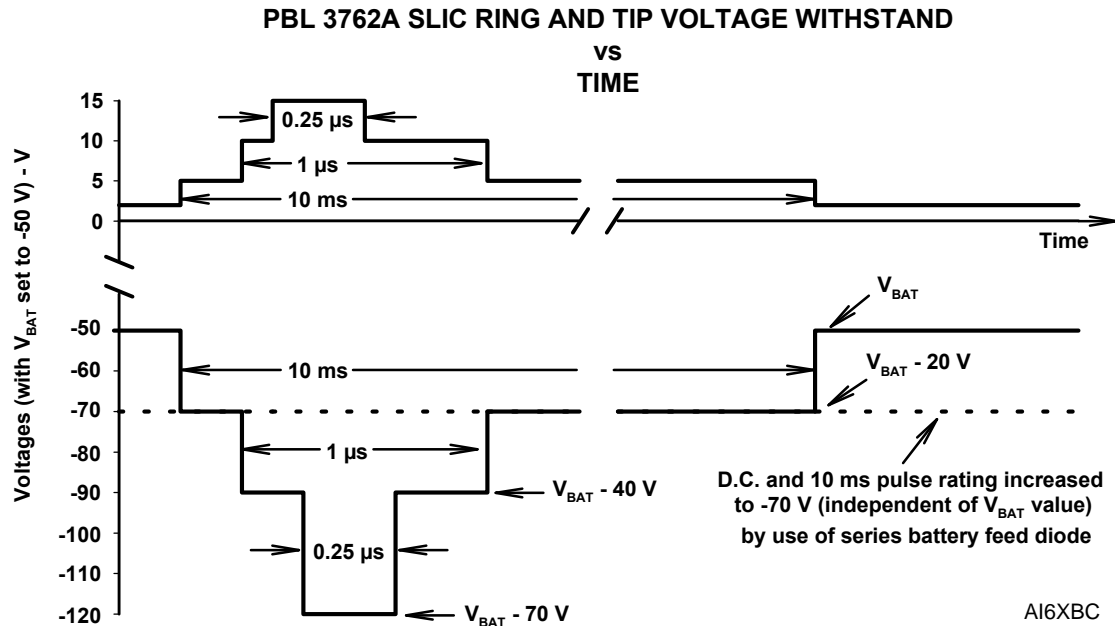 PBL 3762A SLIC RING AND TIP VOLTAGE WITHSTAND
vs
TIME
Voltages (with VBAT set to -50 V) - V
15
10
5
0
0.25 µs
1 µs
10 ms
Time
-50
-60
-70
-80
-90
-100
-110
-120
10 ms
1 µs
0.25 µs
VBAT
VBAT - 20 V
VBAT - 40 V
VBAT - 70 V
D.C. and 10 ms pulse rating increased
to -70 V (independent of VBAT value)
by use of series battery feed diode
AI6XBC